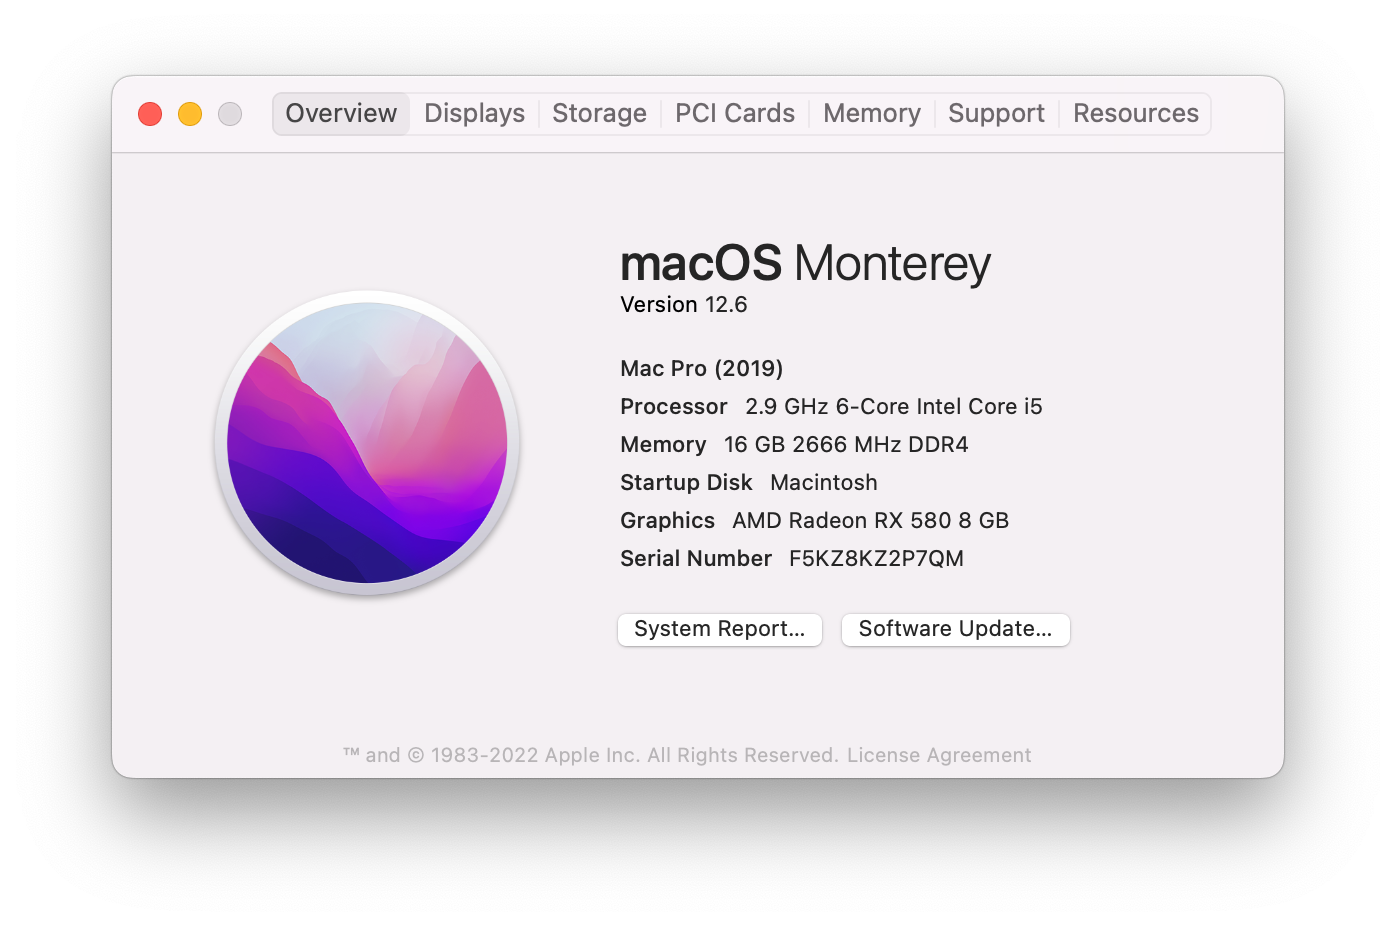 Overview Displays Storage PCI Cards Memory Support Resources
macOS Monterey
Version 12.6
Mac Pro (2019)
Processor 2.9 GHz 6-Core Intel Core i5
Memory 16 GB 2666 MHz DDR4
Startup Disk Macintosh
Graphics AMD Radeon RX 580 8 GB
Serial Number F5KZ8KZ2P7QM
System Report... Software Update...
™ and © 1983-2022 Apple Inc. All Rights Reserved. License Agreement